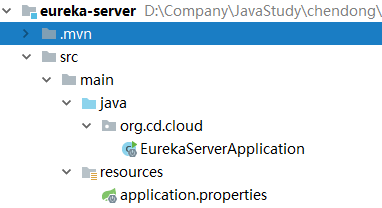 eureka-server D:\Company\JavaStudy\chendong\
.mvn
src
main
java
org.cd.cloud
EurekaServerApplication
resources
application.properties